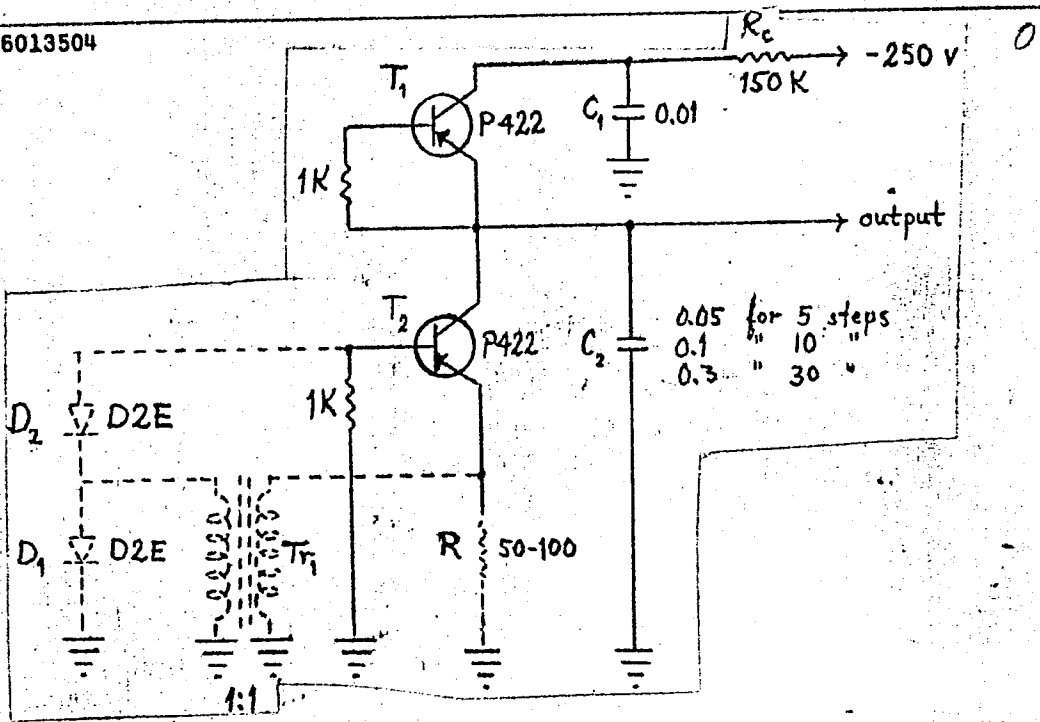 6013504
Rc
0
-250 v
150 K
T1
P422
C1
0.01
1K
output
T2
P422
C2
0.05 for 5 steps
0.1 " 10 "
0.3 " 30 "
1K
D2
D2E
D1
D2E
Tr1
R
50-100
1:1